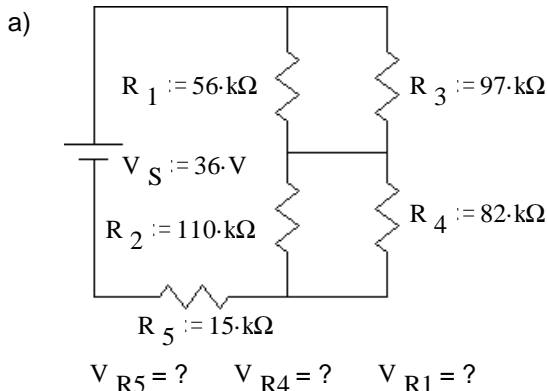 a)
R 1 := 56·kΩ
R 3 := 97·kΩ
V S := 36·V
R 2 := 110·kΩ
R 4 := 82·kΩ
R 5 := 15·kΩ
V R5 = ? V R4 = ? V R1 = ?